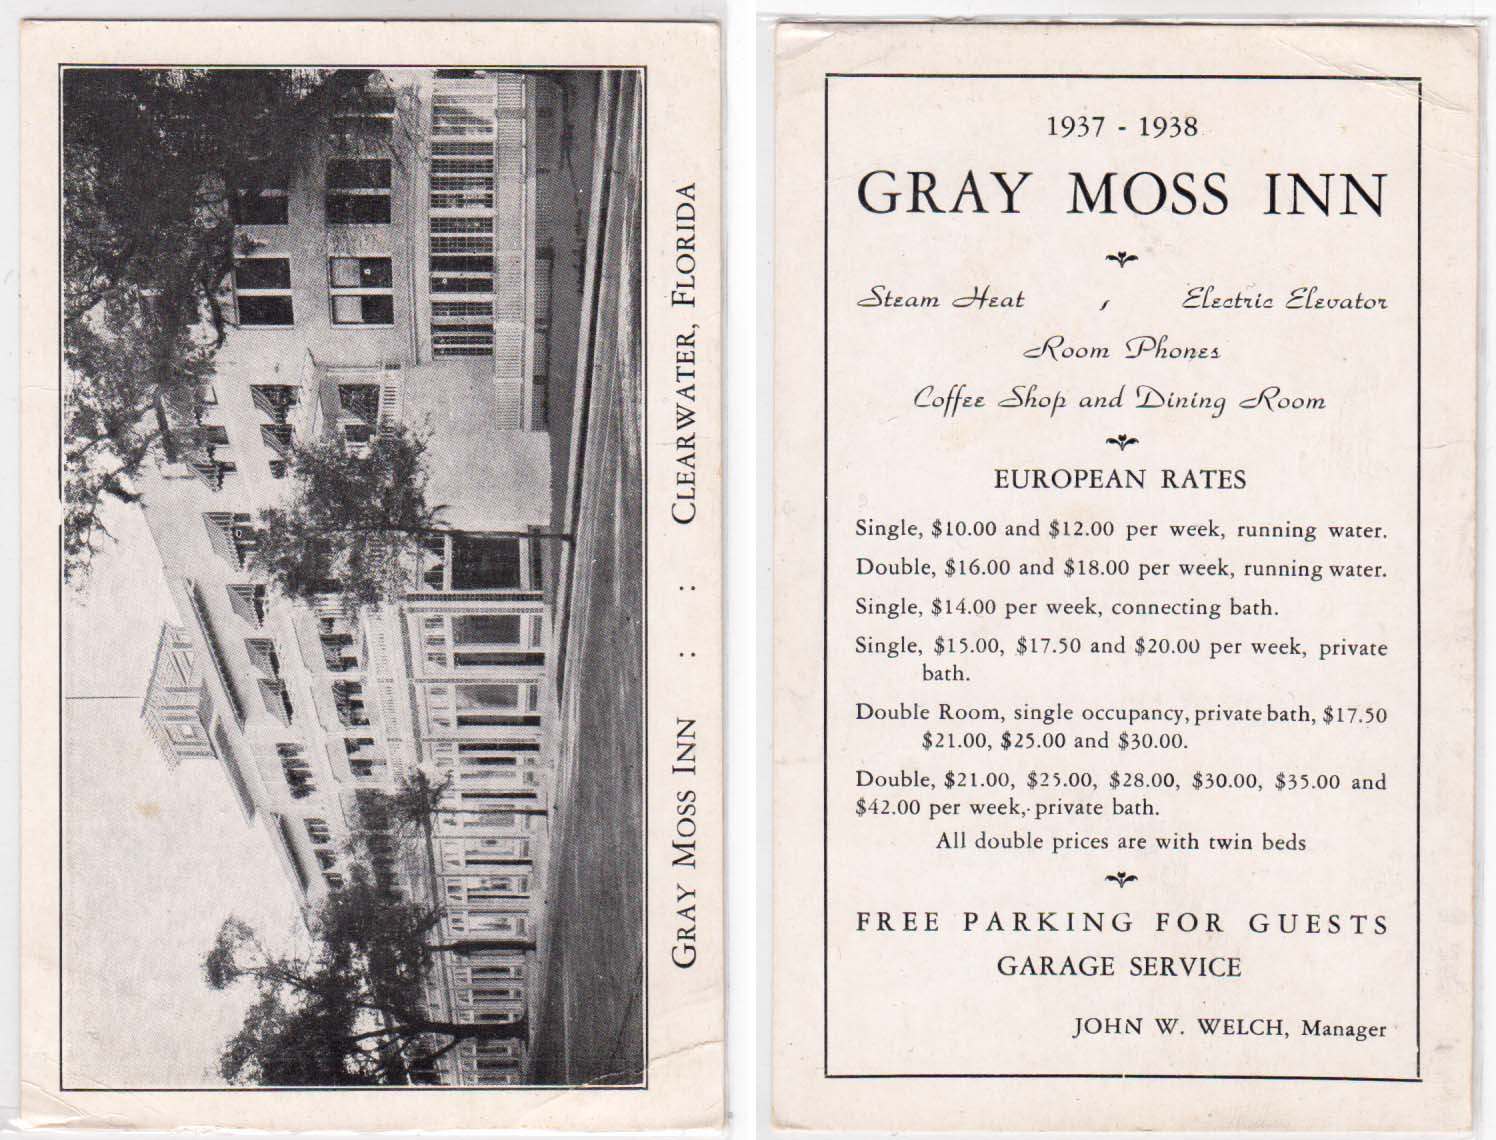 GRAY MOSS INN : : CLEARWATER, FLORIDA
1937 - 1938
GRAY MOSS INN
Steam Heat , Electric Elevator
Room Phones
Coffee Shop and Dining Room
EUROPEAN RATES
Single, $10.00 and $12.00 per week, running water.
Double, $16.00 and $18.00 per week, running water.
Single, $14.00 per week, connecting bath.
Single, $15.00, $17.50 and $20.00 per week, private
bath.
Double Room, single occupancy, private bath, $17.50
$21.00, $25.00 and $30.00.
Double, $21.00, $25.00, $28.00, $30.00, $35.00 and
$42.00 per week, private bath.
All double prices are with twin beds
FREE PARKING FOR GUESTS
GARAGE SERVICE
JOHN W. WELCH, Manager